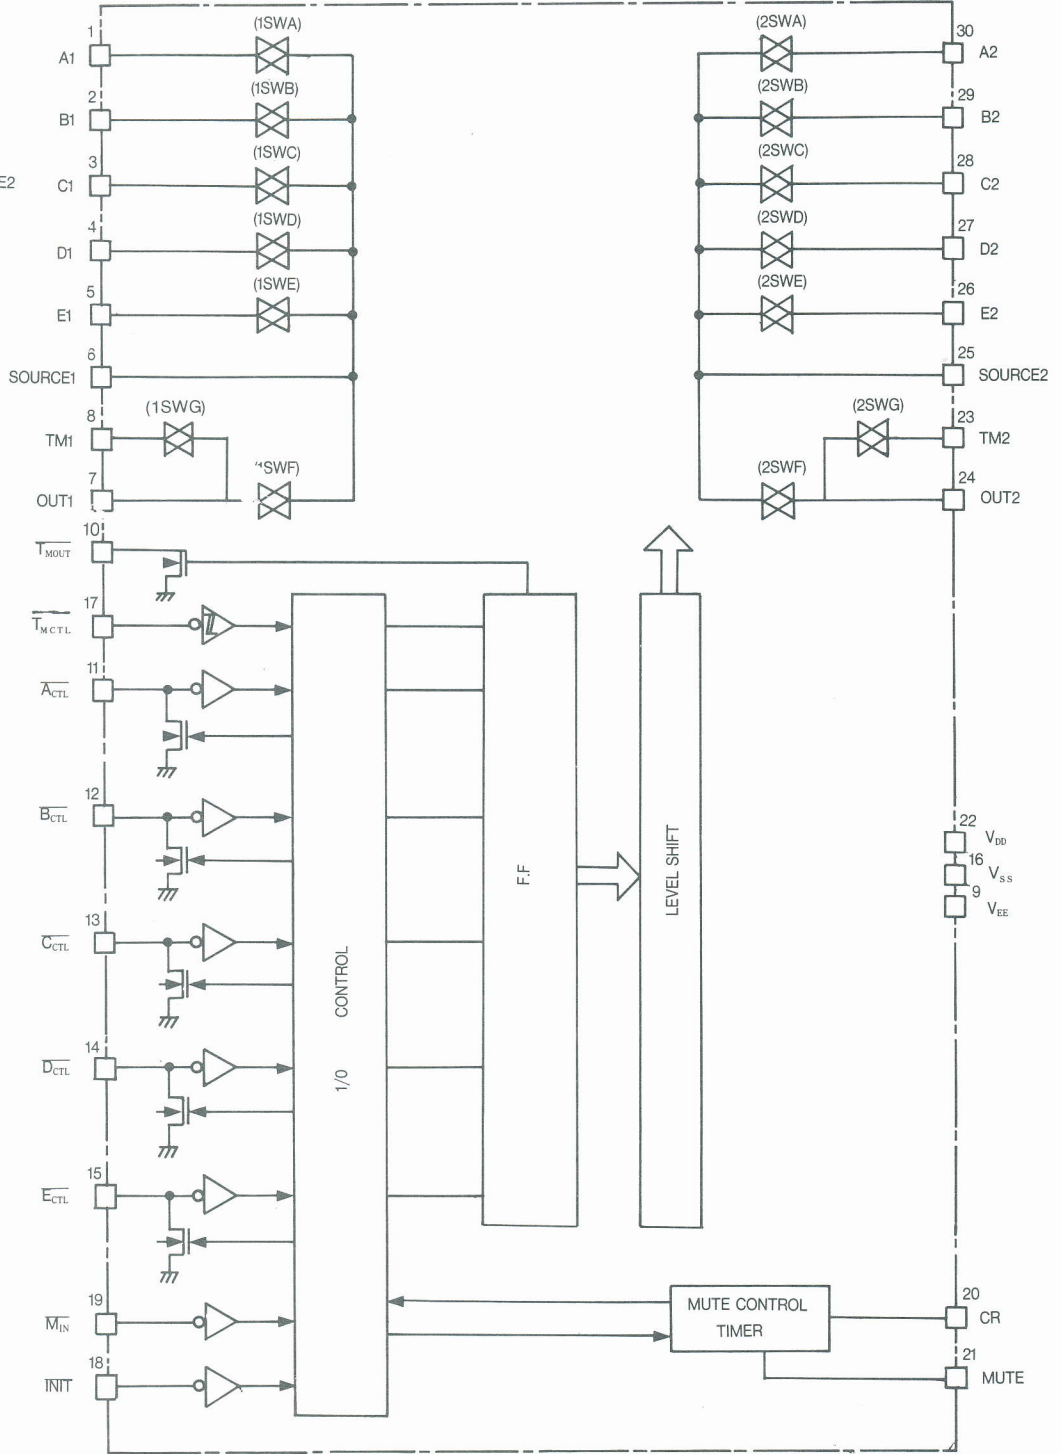 (1SWA)
1
A1
(1SWB)
2
B1
(1SWC)
3
C1
E2
(1SWD)
4
D1
(1SWE)
5
E1
6
SOURCE1
(1SWG)
8
TM1
7
OUT1
1SWF)
(2SWA)
30
A2
(2SWB)
29
B2
(2SWC)
28
C2
(2SWD)
27
D2
(2SWE)
26
E2
25
SOURCE2
(2SWG)
23
TM2
(2SWF)
24
OUT2
10
TMOUT
17
TMCTL
11
ACTL
12
BCTL
13
CCTL
14
DCTL
15
ECTL
19
MIN
18
INIT
I/O CONTROL
F.F
LEVEL SHIFT
22
VDD
16
VSS
9
VEE
MUTE CONTROL
TIMER
20
CR
21
MUTE